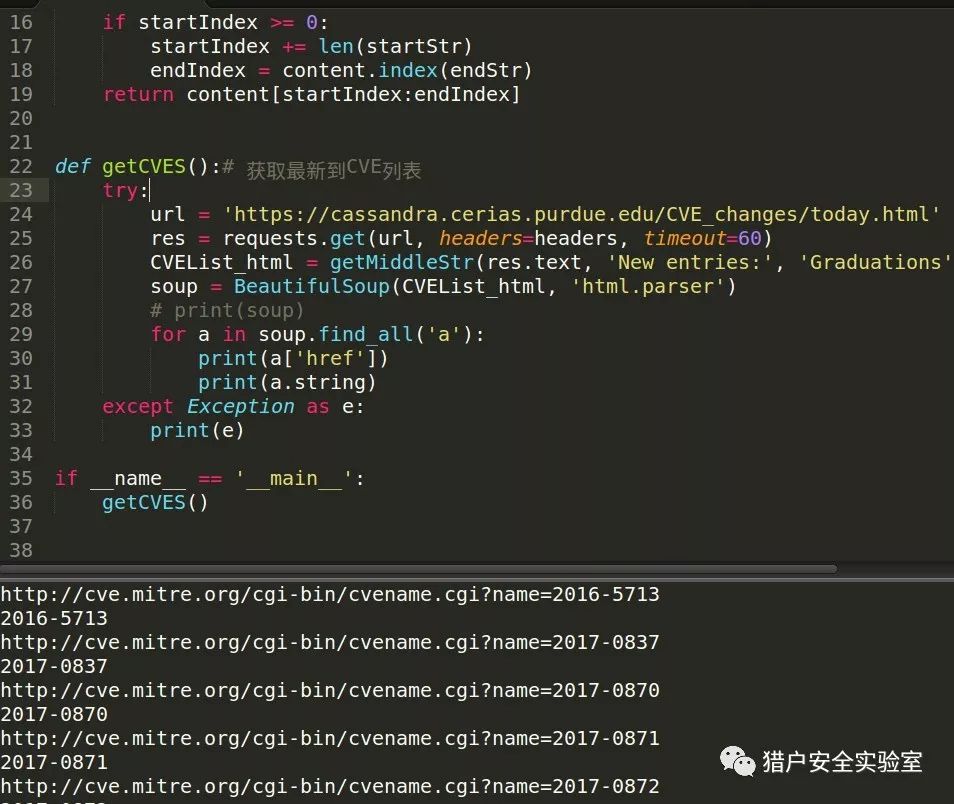 16 if startIndex >= 0:
17 startIndex += len(startStr)
18 endIndex = content.index(endStr)
19 return content[startIndex:endIndex]
20
21
22 def getCVES():# 获取最新到CVE列表
23 try:
24 url = 'https://cassandra.cerias.purdue.edu/CVE_changes/today.html'
25 res = requests.get(url, headers=headers, timeout=60)
26 CVEList_html = getMiddleStr(res.text, 'New entries:', 'Graduations'
27 soup = BeautifulSoup(CVEList_html, 'html.parser')
28 # print(soup)
29 for a in soup.find_all('a'):
30 print(a['href'])
31 print(a.string)
32 except Exception as e:
33 print(e)
34
35 if __name__ == '__main__':
36 getCVES()
37
38
http://cve.mitre.org/cgi-bin/cvename.cgi?name=2016-5713
2016-5713
http://cve.mitre.org/cgi-bin/cvename.cgi?name=2017-0837
2017-0837
http://cve.mitre.org/cgi-bin/cvename.cgi?name=2017-0870
2017-0870
http://cve.mitre.org/cgi-bin/cvename.cgi?name=2017-0871
2017-0871
http://cve.mitre.org/cgi-bin/cvename.cgi?name=2017-0872
猎户安全实验室